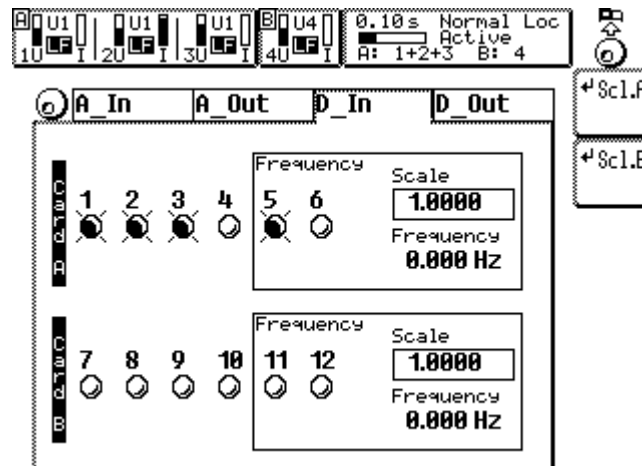 A U1 U1 U1 B U4 0.10s Normal Loc
LF LF LF LF Active
1U I 2U I 3U I 4U I A: 1+2+3 B: 4
Scl.A
A_In A_Out D_In D_Out
Scl.B
Frequency
Scale
Card A
1 2 3 4 5 6
1.0000
Frequency
0.000 Hz
Frequency
Scale
Card B
7 8 9 10 11 12
1.0000
Frequency
0.000 Hz